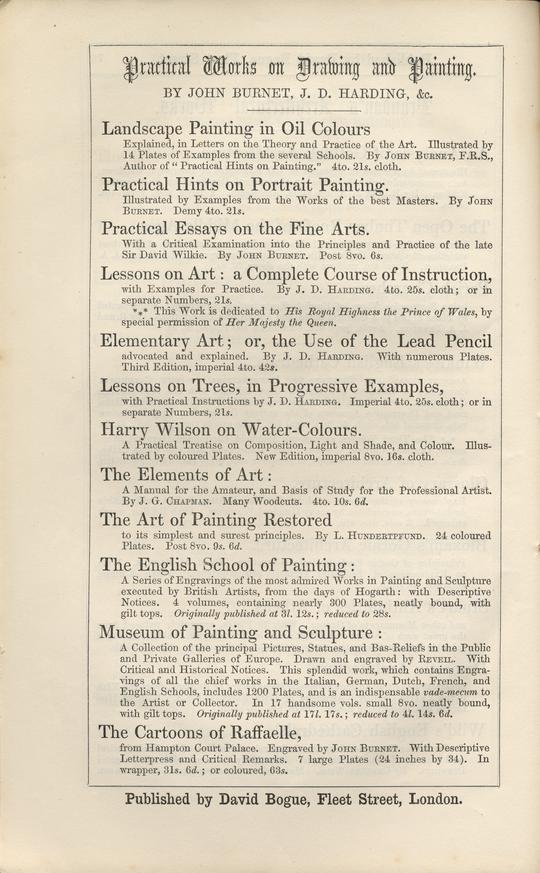 Practical Works on Drawing and Painting.
BY JOHN BURNET, J. D. HARDING, &c.
Landscape Painting in Oil Colours
Explained, in Letters on the Theory and Practice of the Art. Illustrated by
14 Plates of Examples from the several Schools. By JOHN BURNET, F.R.S.,
Author of "Practical Hints on Painting." 4to. 21s. cloth.
Practical Hints on Portrait Painting.
Illustrated by Examples from the Works of the best Masters. By JOHN
BURNET. Demy 4to. 21s.
Practical Essays on the Fine Arts.
With a Critical Examination into the Principles and Practice of the late
Sir David Wilkie. By JOHN BURNET. Post 8vo. 6s.
Lessons on Art: a Complete Course of Instruction,
with Examples for Practice. By J. D. HARDING. 4to. 25s. cloth; or in
separate Numbers, 21s.
*** This Work is dedicated to His Royal Highness the Prince of Wales, by
special permission of Her Majesty the Queen.
Elementary Art; or, the Use of the Lead Pencil
advocated and explained. By J. D. HARDING. With numerous Plates.
Third Edition, imperial 4to. 42s.
Lessons on Trees, in Progressive Examples,
with Practical Instructions by J. D. HARDING. Imperial 4to. 25s. cloth; or in
separate Numbers, 21s.
Harry Wilson on Water-Colours.
A Practical Treatise on Composition, Light and Shade, and Colour. Illus-
trated by coloured Plates. New Edition, imperial 8vo. 16s. cloth.
The Elements of Art:
A Manual for the Amateur, and Basis of Study for the Professional Artist.
By J. G. CHAPMAN. Many Woodcuts. 4to. 10s. 6d.
The Art of Painting Restored
to its simplest and surest principles. By L. HUNDERTPFUND. 24 coloured
Plates. Post 8vo. 9s. 6d.
The English School of Painting:
A Series of Engravings of the most admired Works in Painting and Sculpture
executed by British Artists, from the days of Hogarth: with Descriptive
Notices. 4 volumes, containing nearly 300 Plates, neatly bound, with
gilt tops. Originally published at 3l. 12s.; reduced to 28s.
Museum of Painting and Sculpture:
A Collection of the principal Pictures, Statues, and Bas-Reliefs in the Public
and Private Galleries of Europe. Drawn and engraved by REVEIL. With
Critical and Historical Notices. This splendid work, which contains Engra-
vings of all the chief works in the Italian, German, Dutch, French, and
English Schools, includes 1200 Plates, and is an indispensable vade-mecum to
the Artist or Collector. In 17 handsome vols. small 8vo. neatly bound,
with gilt tops. Originally published at 17l. 17s.; reduced to 4l. 14s. 6d.
The Cartoons of Raffaelle,
from Hampton Court Palace. Engraved by JOHN BURNET. With Descriptive
Letterpress and Critical Remarks. 7 large Plates (24 inches by 34). In
wrapper, 31s. 6d.; or coloured, 63s.
Published by David Bogue, Fleet Street, London.